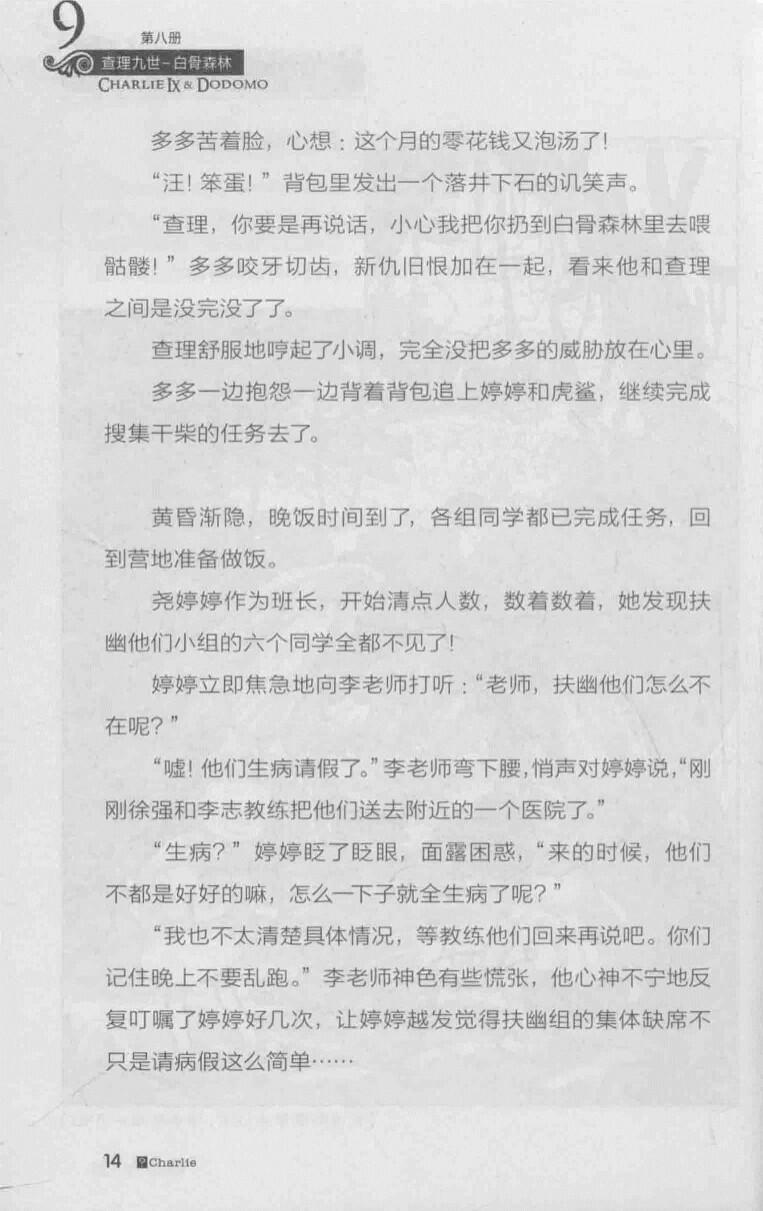 9
第八册
查理九世-白骨森林
CHARLIE IX & DODOMO
多多苦着脸，心想：这个月的零花钱又泡汤了！
“汪！笨蛋！”背包里发出一个落井下石的讥笑声。
“查理，你要是再说话，小心我把你扔到白骨森林里去喂
骷髅！”多多咬牙切齿，新仇旧恨加在一起，看来他和查理
之间是没完没了了。
查理舒服地哼起了小调，完全没把多多的威胁放在心里。
多多一边抱怨一边背着背包追上婷婷和虎鲨，继续完成
搜集干柴的任务去了。
黄昏渐隐，晚饭时间到了，各组同学都已完成任务，回
到营地准备做饭。
尧婷婷作为班长，开始清点人数，数着数着，她发现扶
幽他们小组的六个同学全都不见了！
婷婷立即焦急地向李老师打听：“老师，扶幽他们怎么不
在呢？”
“嘘！他们生病请假了。”李老师弯下腰，悄声对婷婷说，“刚
刚徐强和李志教练把他们送去附近的一个医院了。”
“生病？”婷婷眨了眨眼，面露困惑，“来的时候，他们
不都是好好的嘛，怎么一下子就全生病了呢？”
“我也不太清楚具体情况，等教练他们回来再说吧。你们
记住晚上不要乱跑。”李老师神色有些慌张，他心神不宁地反
复叮嘱了婷婷好几次，让婷婷越发觉得扶幽组的集体缺席不
只是请病假这么简单……
14 Charlie